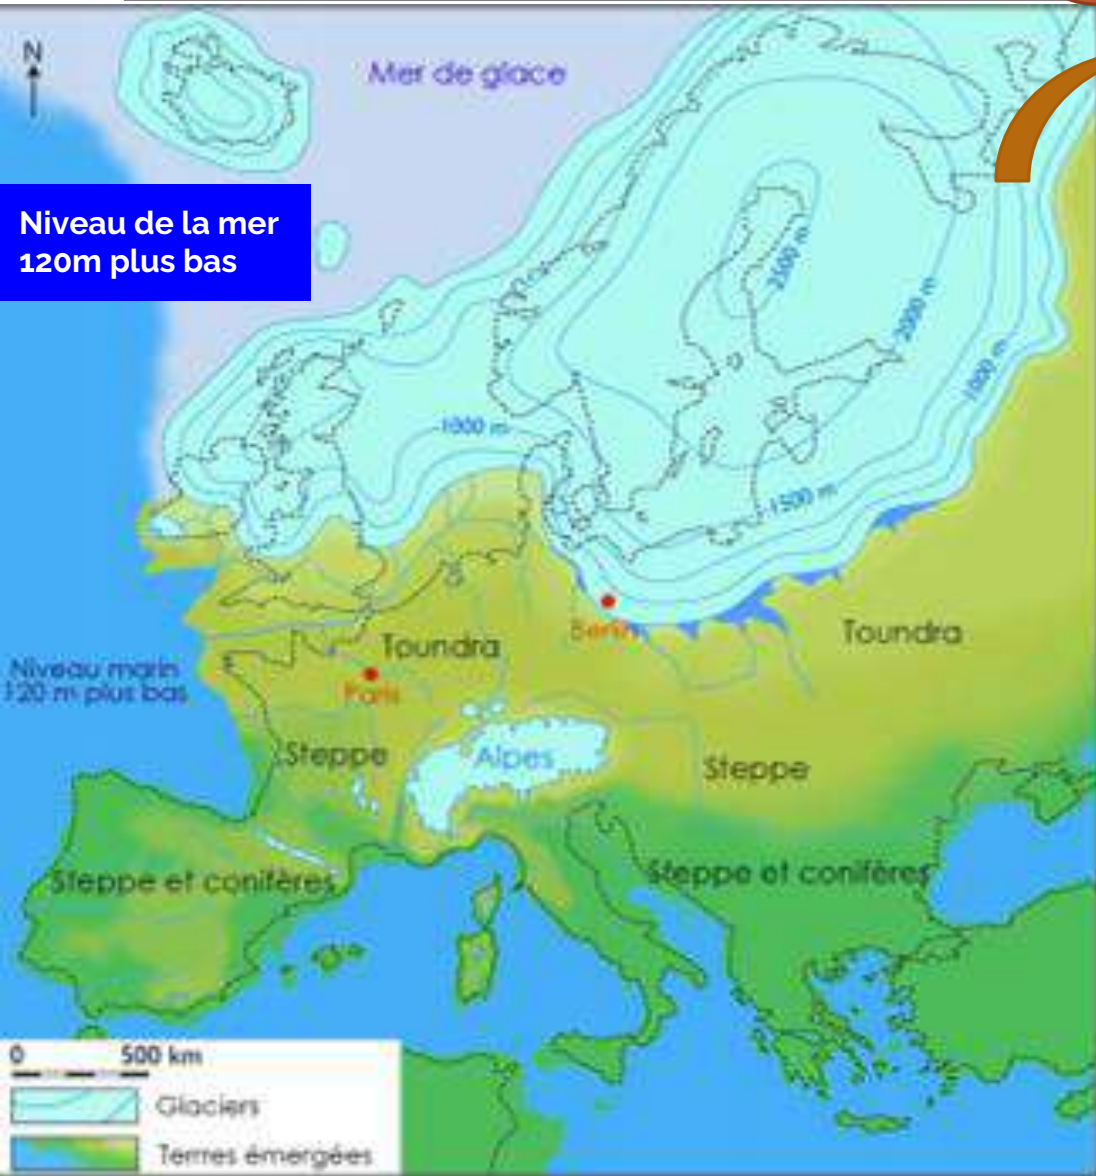 N
Mer de glace
Niveau de la mer
120m plus bas
2500 m
2000 m
1000 m
1000 m
1500 m
Berlin
Toundra
Toundra
Niveau marin
120 m plus bas
Paris
Steppe
Alpes
Steppe
Steppe et conifères
Steppe et conifères
0 500 km
Glaciers
Terres émergées